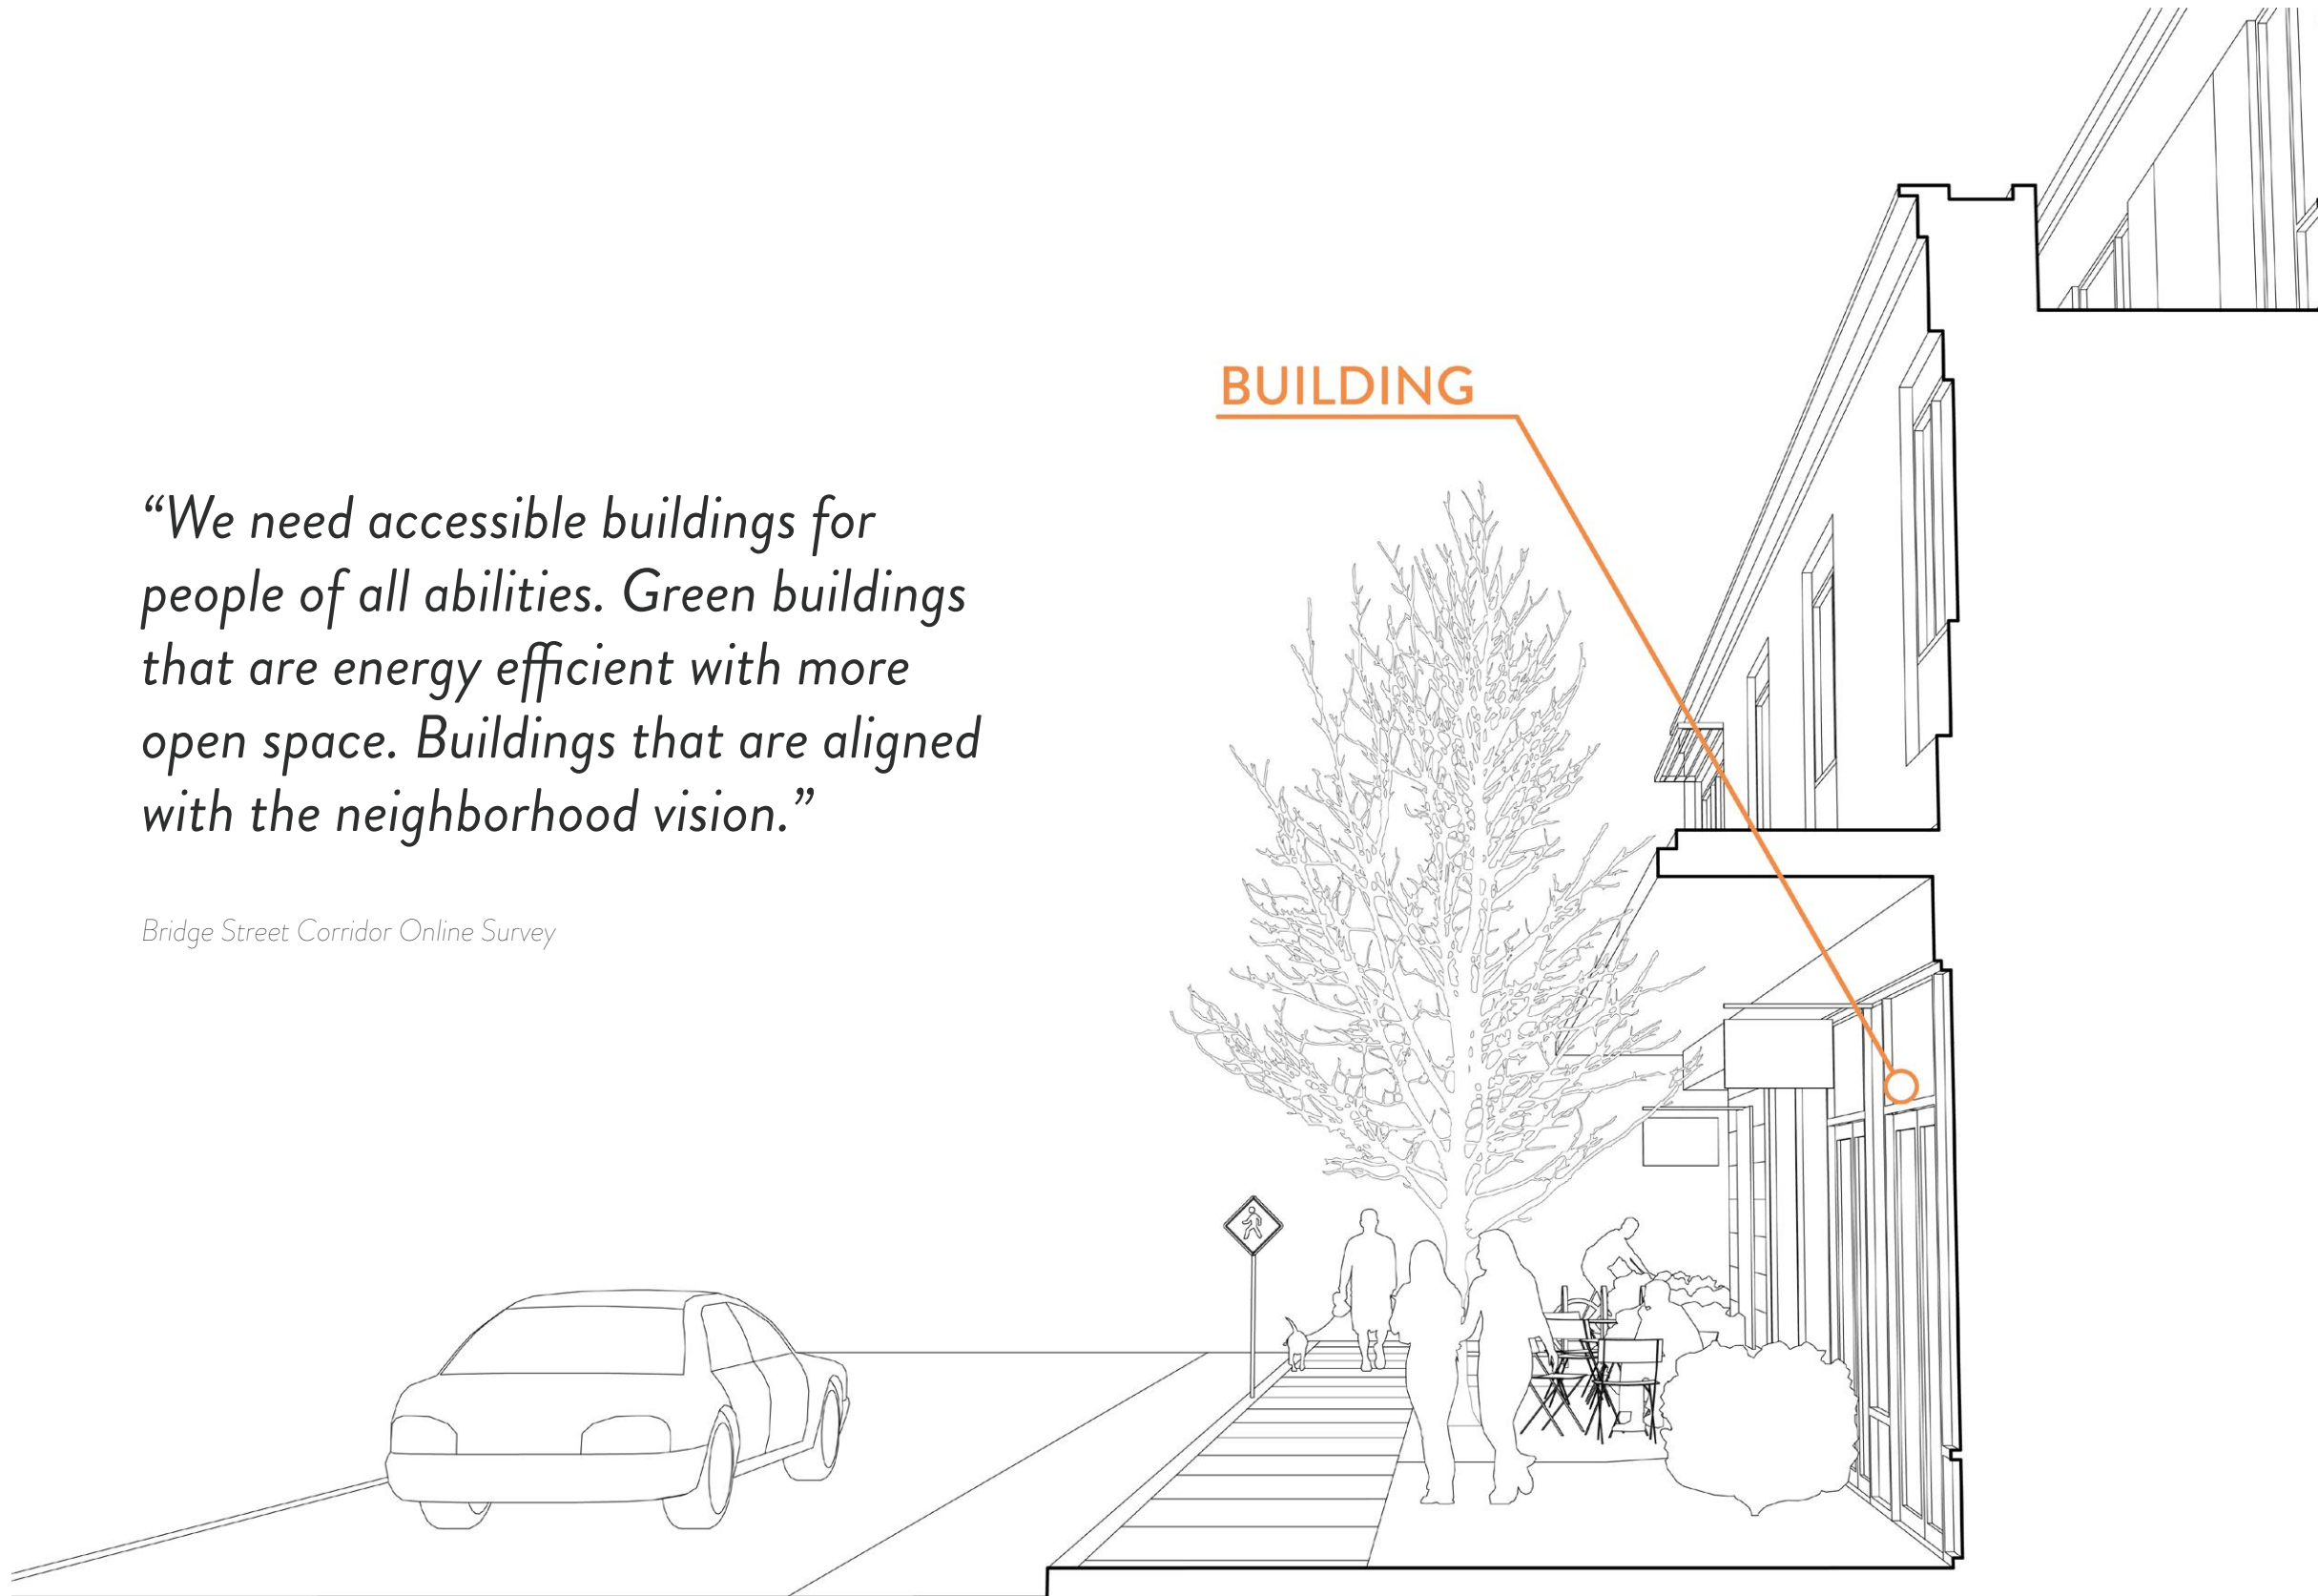 BUILDING
“We need accessible buildings for
people of all abilities. Green buildings
that are energy efficient with more
open space. Buildings that are aligned
with the neighborhood vision.”
Bridge Street Corridor Online Survey